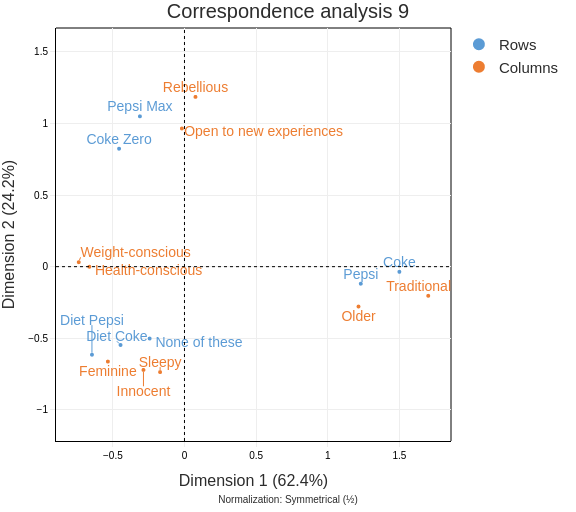 Correspondence analysis 9
Rows
Columns
1.5
1
0.5
0
−0.5
−1
Dimension 2 (24.2%)
Rebellious
Pepsi Max
Open to new experiences
Coke Zero
Weight-conscious
Health-conscious
Coke
Pepsi
Traditional
Older
Diet Pepsi
Diet Coke
None of these
Sleepy
Feminine
Innocent
−0.5
0
0.5
1
1.5
Dimension 1 (62.4%)
Normalization: Symmetrical (½)